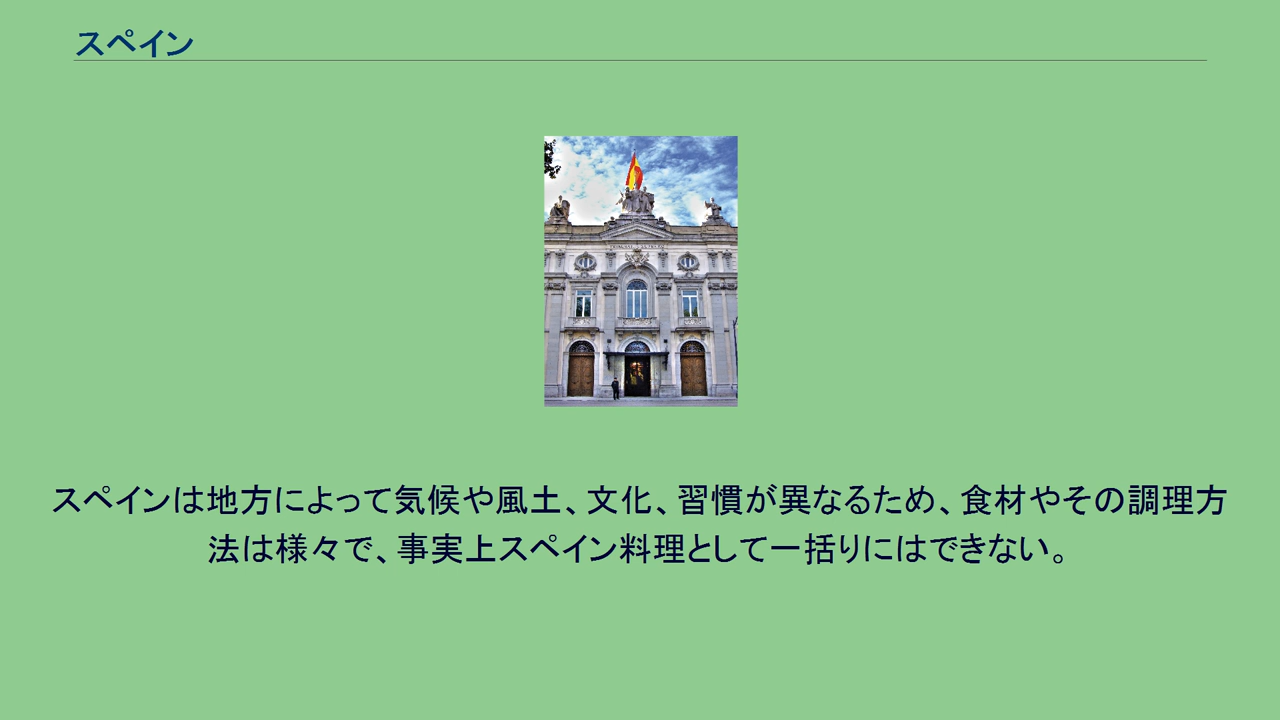 スペイン
スペインは地方によって気候や風土、文化、習慣が異なるため、食材やその調理方
法は様々で、事実上スペイン料理として一括りにはできない。